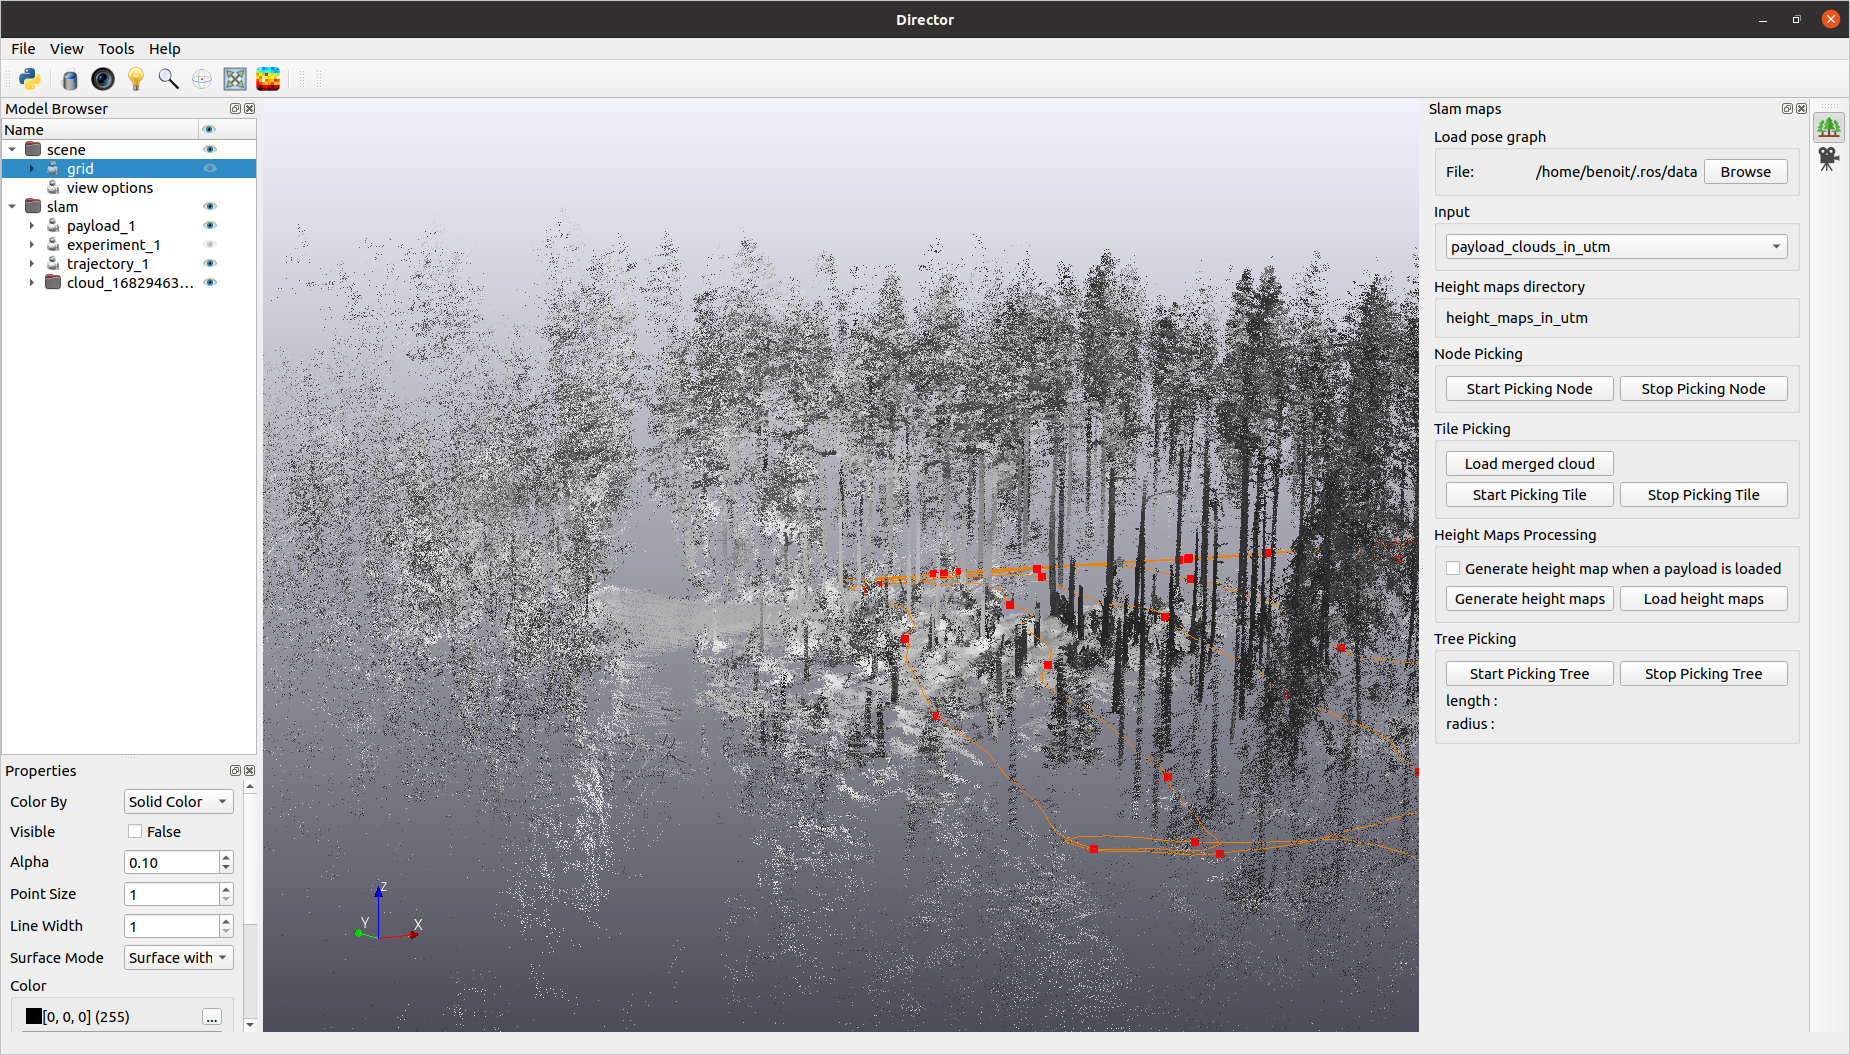 Director
File View Tools Help
Model Browser
Name
scene
grid
view options
slam
payload_1
experiment_1
trajectory_1
cloud_16829463...
Properties
Color By Solid Color
Visible False
Alpha 0.10
Point Size 1
Line Width 1
Surface Mode Surface with
Color
[0, 0, 0] (255) ...
Z
Y
X
Slam maps
Load pose graph
File: /home/benoit/.ros/data Browse
Input
payload_clouds_in_utm
Height maps directory
height_maps_in_utm
Node Picking
Start Picking Node Stop Picking Node
Tile Picking
Load merged cloud
Start Picking Tile Stop Picking Tile
Height Maps Processing
Generate height map when a payload is loaded
Generate height maps Load height maps
Tree Picking
Start Picking Tree Stop Picking Tree
length :
radius :